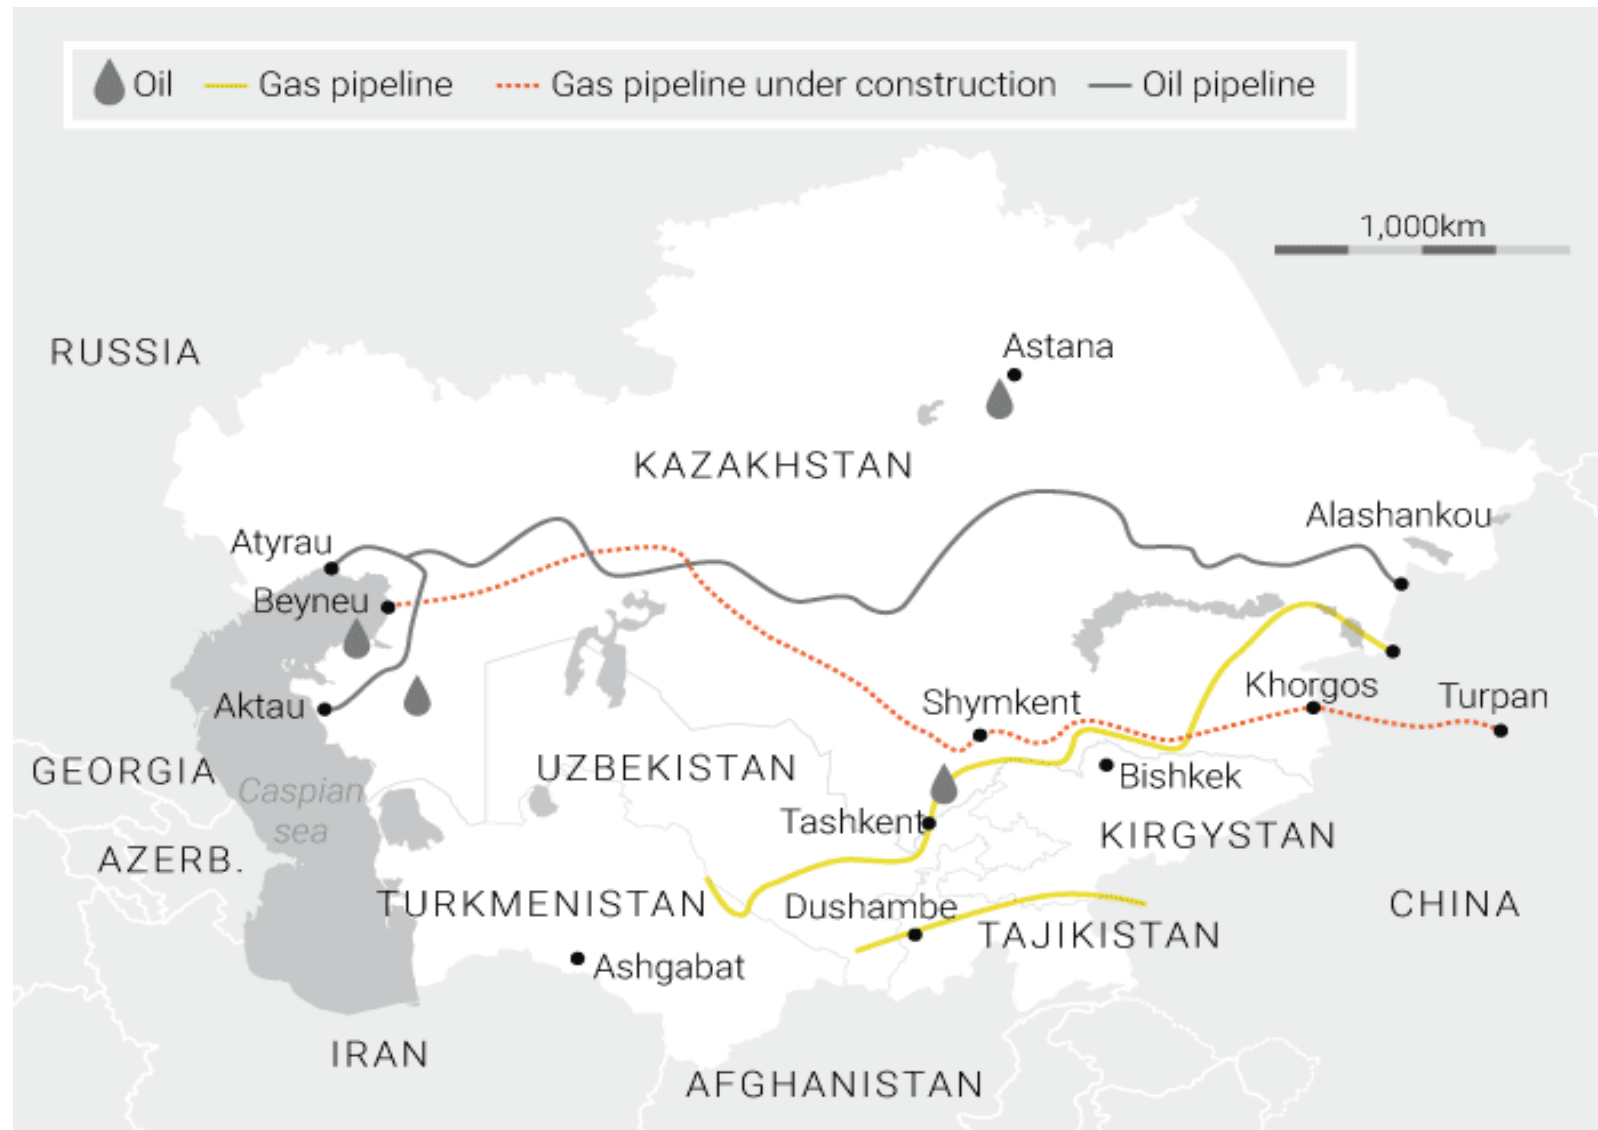 Oil
Gas pipeline
Gas pipeline under construction
Oil pipeline
1,000km
Astana
RUSSIA
KAZAKHSTAN
Alashankou
Atyrau
Beyneu
Shymkent
Khorgos
Turpan
Aktau
GEORGIA
UZBEKISTAN
Bishkek
Caspian
sea
Tashkent
KIRGYSTAN
AZERB.
TURKMENISTAN
Dushambe
CHINA
TAJIKISTAN
Ashgabat
IRAN
AFGHANISTAN